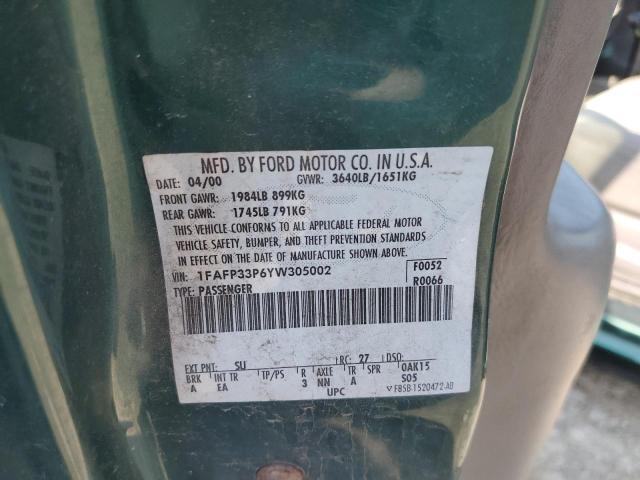 MFD. BY FORD MOTOR CO. IN U.S.A.
DATE: 04/00 GVWR: 3640LB/1651KG
FRONT GAWR: 1984LB 899KG
REAR GAWR: 1745LB 791KG
THIS VEHICLE CONFORMS TO ALL APPLICABLE FEDERAL MOTOR
VEHICLE SAFETY, BUMPER, AND THEFT PREVENTION STANDARDS
IN EFFECT ON THE DATE OF MANUFACTURE SHOWN ABOVE.
VIN: 1FAFP33P6YW305002 F0052
TYPE: PASSENGER R0066
EXT PNT: SU RC: 27 DSO:
BRK INT TR TP/PS R AXLE TR SPR 0AK15
A EA 3 NN A S05
UPC F85B-1520472-AB